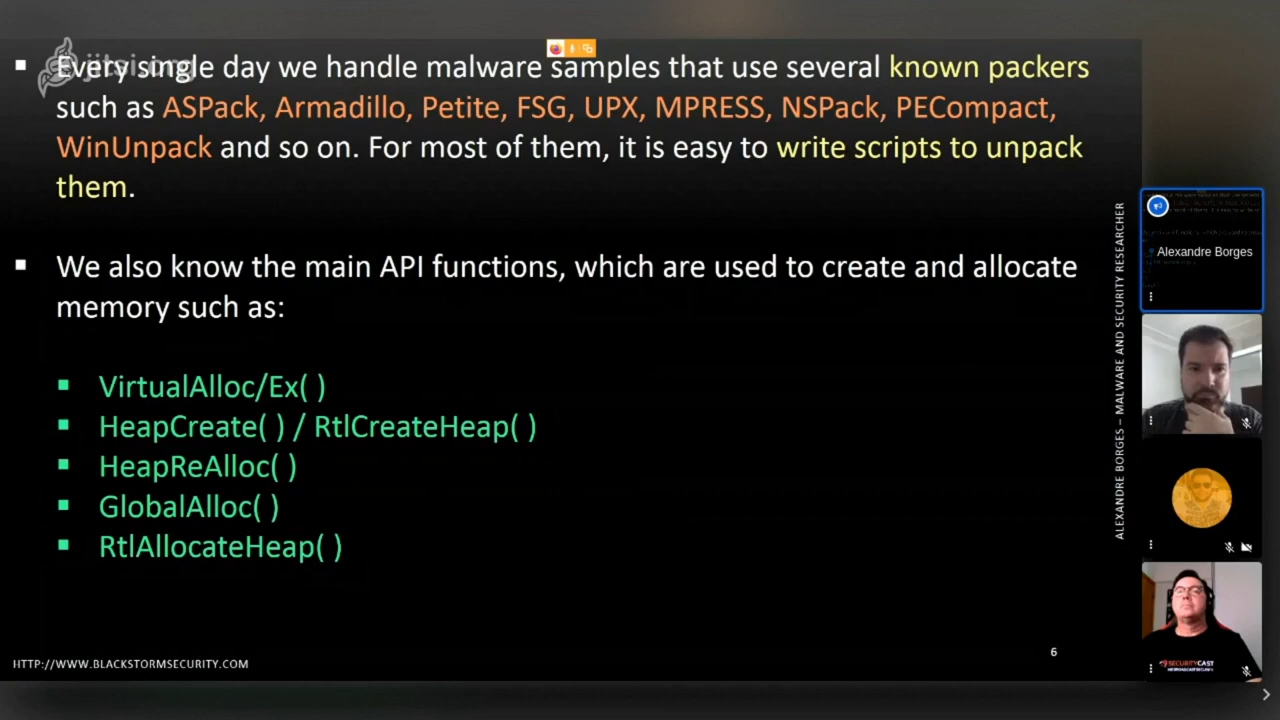 jitsi.org
▪ Every single day we handle malware samples that use several known packers
such as ASPack, Armadillo, Petite, FSG, UPX, MPRESS, NSPack, PECompact,
WinUnpack and so on. For most of them, it is easy to write scripts to unpack
them.
▪ We also know the main API functions, which are used to create and allocate
memory such as:
▪ VirtualAlloc/Ex( )
▪ HeapCreate( ) / RtlCreateHeap( )
▪ HeapReAlloc( )
▪ GlobalAlloc( )
▪ RtlAllocateHeap( )
HTTP://WWW.BLACKSTORMSECURITY.COM
6
ALEXANDRE BORGES – MALWARE AND SECURITY RESEARCHER
Alexandre Borges
SECURITYCAST